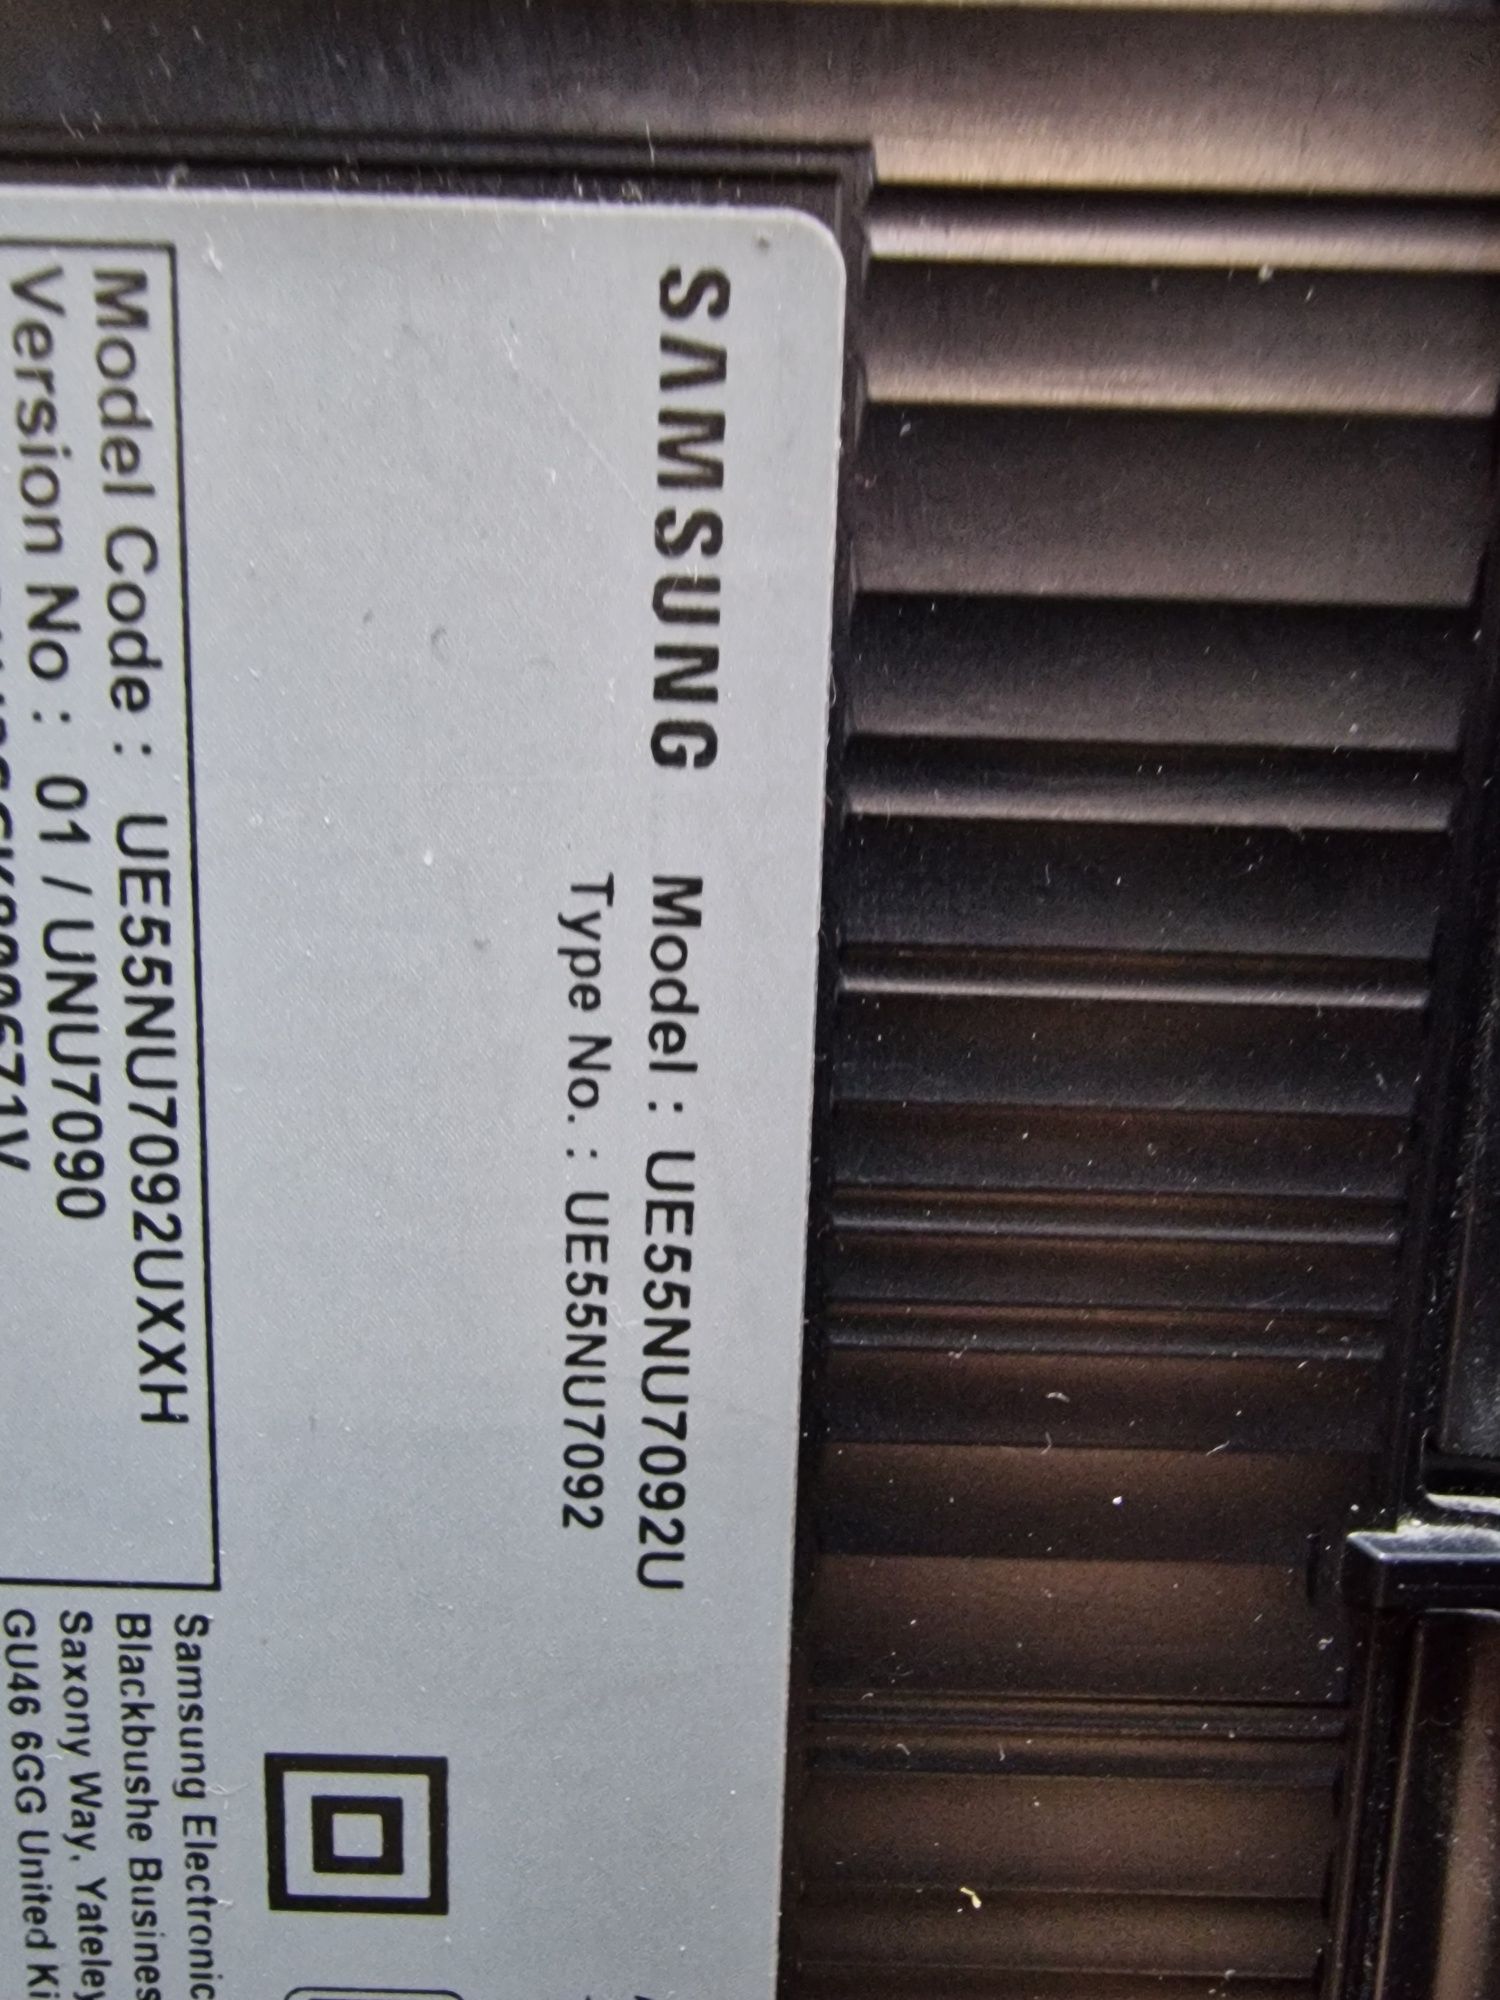 SAMSUNG Model : UE55NU7092U
Type No. : UE55NU7092
Model Code : UE55NU7092UXXH
Version No : 01 / UNU7090
Samsung Electronic
Blackbushe Busines
Saxony Way, Yateley
GU46 6GG United Ki